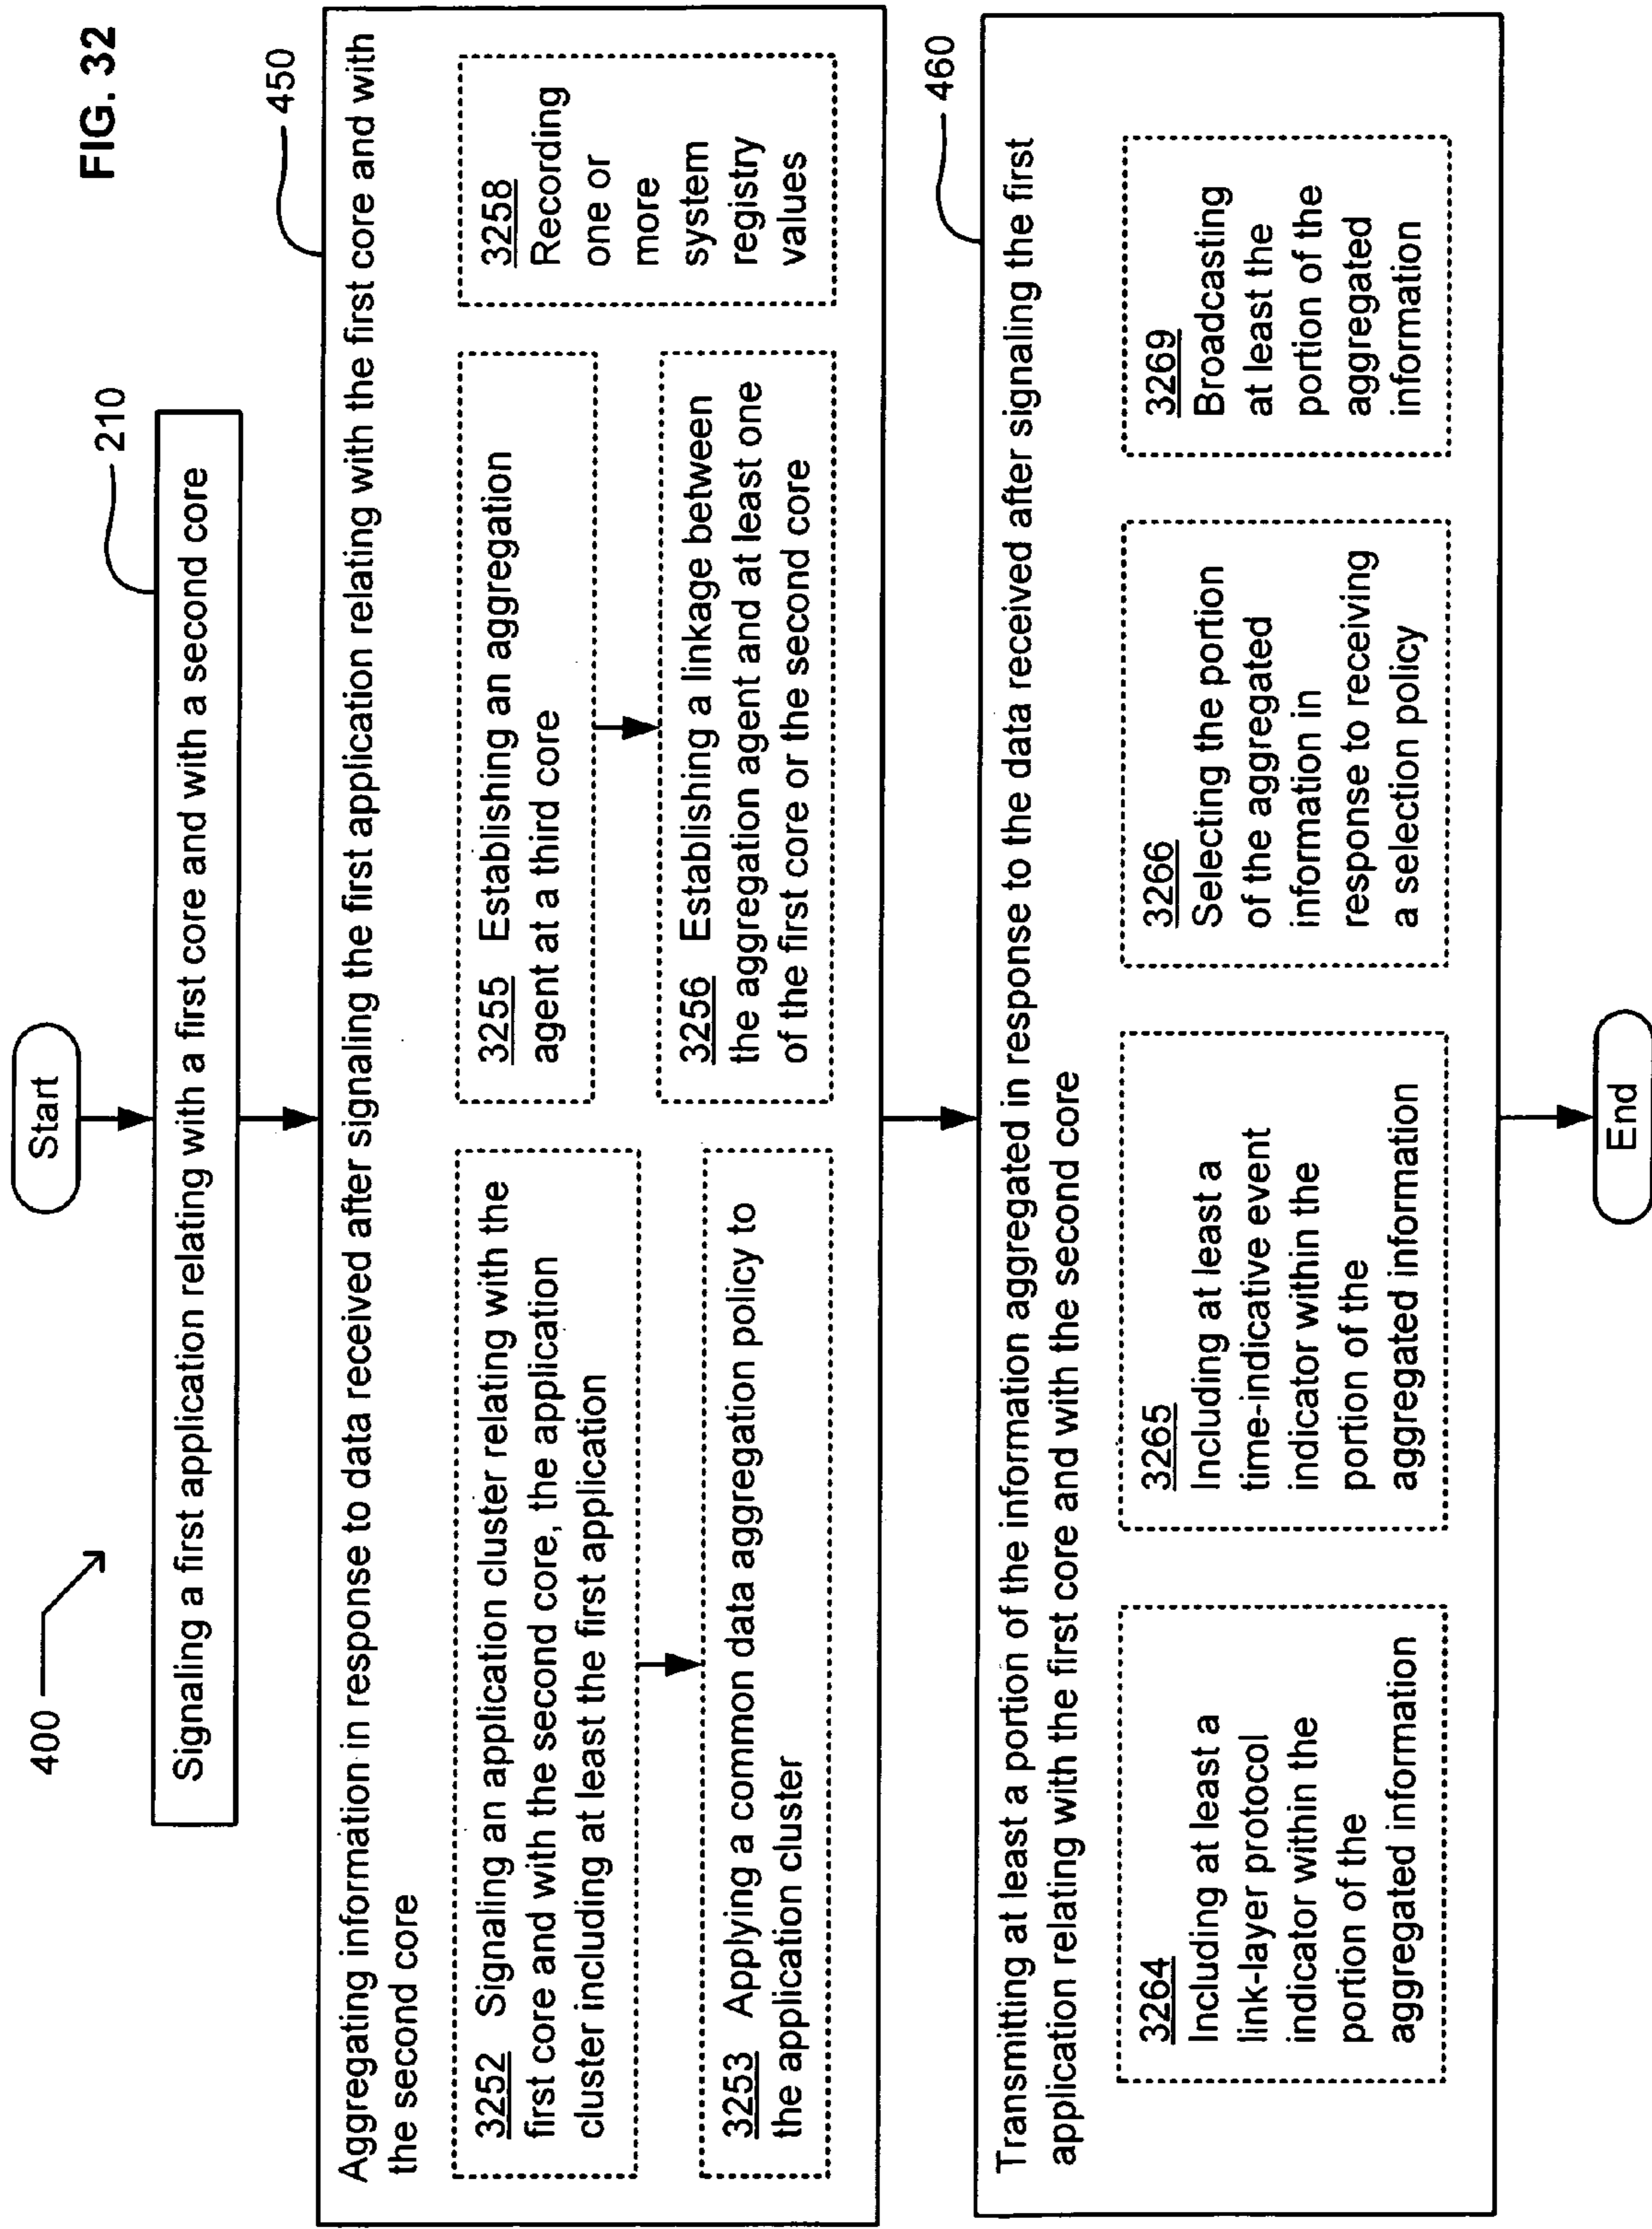 FIG. 32
400
Start
210
Signaling a first application relating with a first core and with a second core
450
Aggregating information in response to data received after signaling the first application relating with the first core and with
the second core
3252 Signaling an application cluster relating with the
first core and with the second core, the application
cluster including at least the first application
3253 Applying a common data aggregation policy to
the application cluster
3255 Establishing an aggregation
agent at a third core
3256 Establishing a linkage between
the aggregation agent and at least one
of the first core or the second core
3258
Recording
one or
more
system
registry
values
460
Transmitting at least a portion of the information aggregated in response to the data received after signaling the first
application relating with the first core and with the second core
3264
Including at least a
link-layer protocol
indicator within the
portion of the
aggregated information
3265
Including at least a
time-indicative event
indicator within the
portion of the
aggregated information
3266
Selecting the portion
of the aggregated
information in
response to receiving
a selection policy
3269
Broadcasting
at least the
portion of the
aggregated
information
End